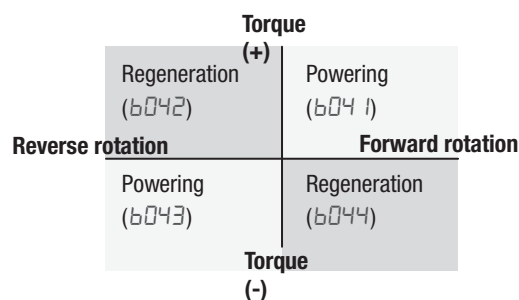 Torque
(+)
Regeneration
(b042)
Powering
(b041)
Reverse rotation
Forward rotation
Powering
(b043)
Regeneration
(b044)
Torque
(-)